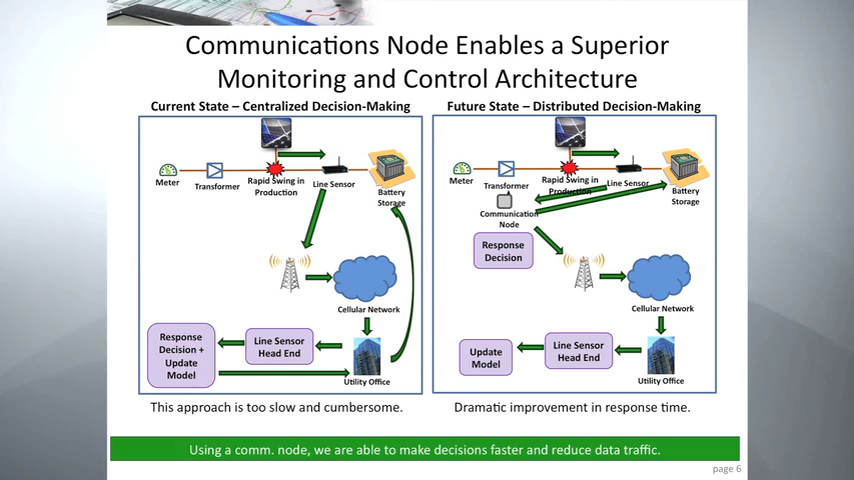 Communications Node Enables a Superior
Monitoring and Control Architecture
Current State – Centralized Decision-Making
Meter
Transformer
Rapid Swing in
Production
Line Sensor
Battery
Storage
Cellular Network
Response
Decision +
Update
Model
Line Sensor
Head End
Utility Office
This approach is too slow and cumbersome.
Future State – Distributed Decision-Making
Meter
Transformer
Rapid Swing in
Production
Line Sensor
Battery
Storage
Communication
Node
Response
Decision
Cellular Network
Update
Model
Line Sensor
Head End
Utility Office
Dramatic improvement in response time.
Using a comm. node, we are able to make decisions faster and reduce data traffic.
page 6